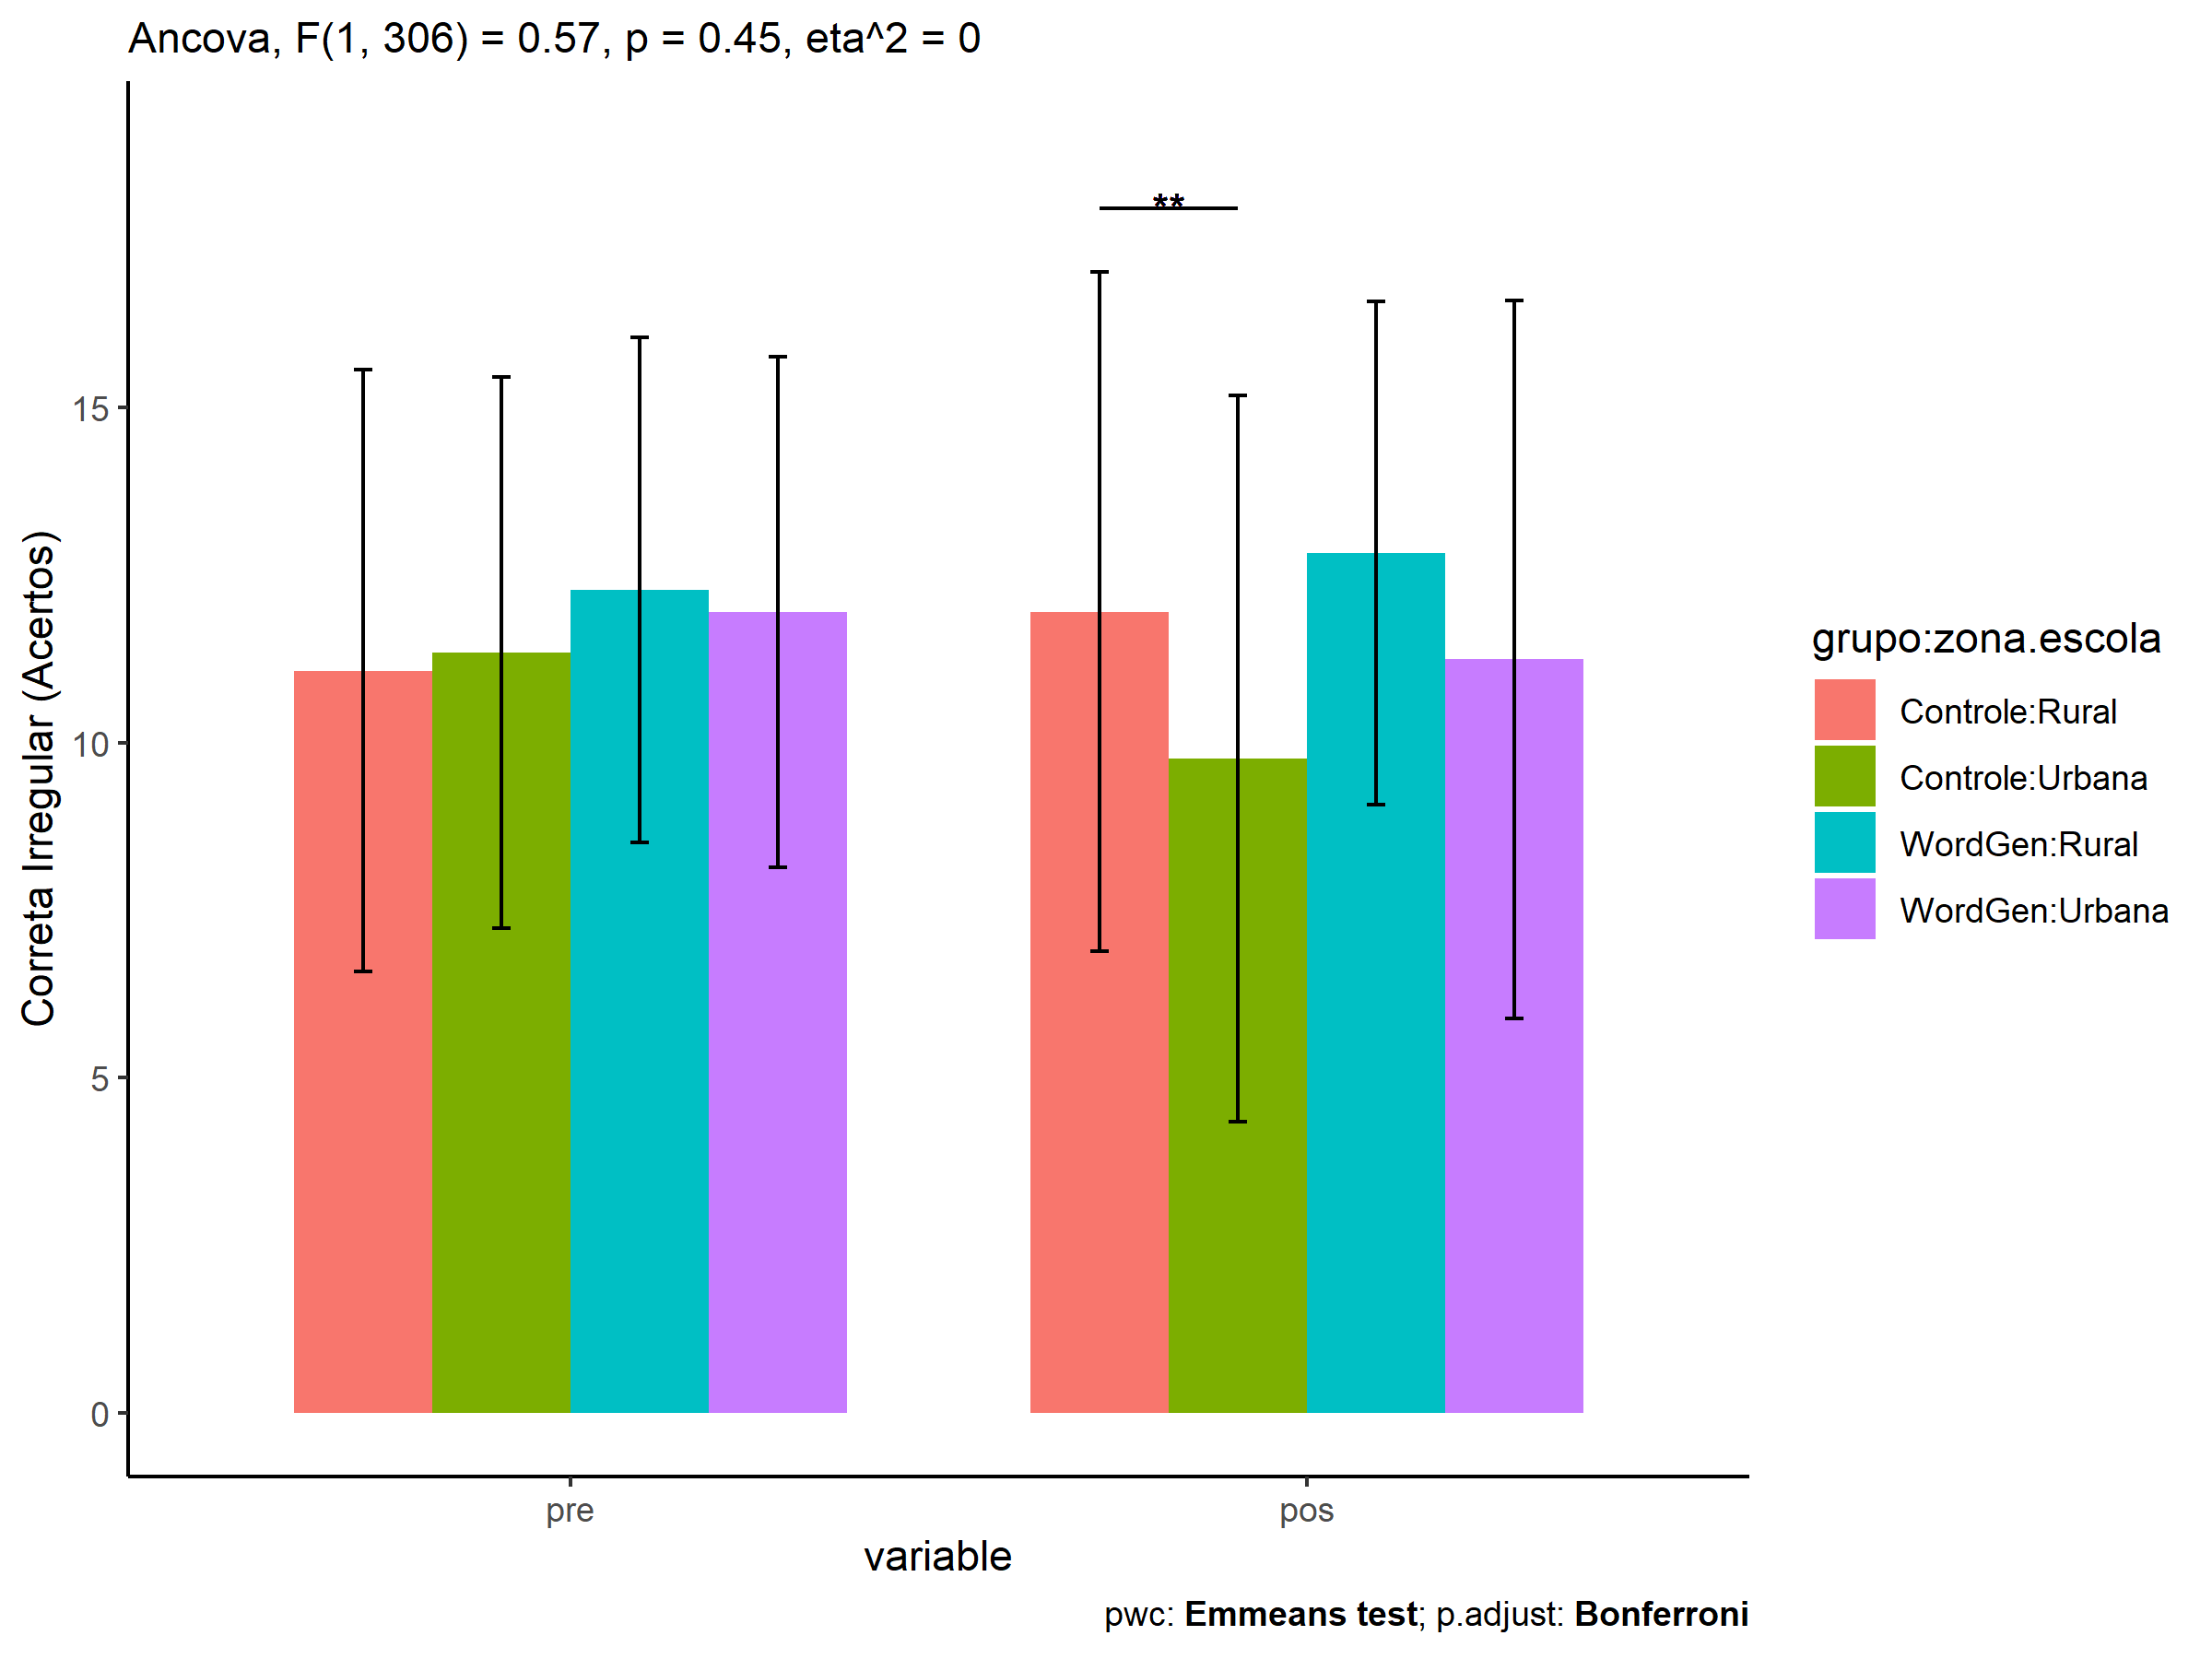 Ancova, F(1, 306) = 0.57, p = 0.45, eta^2 = 0
**
15
10
5
0
Correta Irregular (Acertos)
pre
pos
variable
grupo:zona.escola
Controle:Rural
Controle:Urbana
WordGen:Rural
WordGen:Urbana
pwc: Emmeans test; p.adjust: Bonferroni